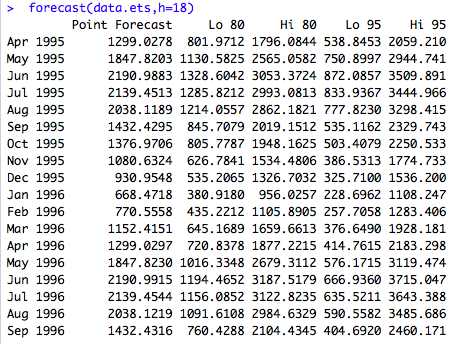 > forecast(data.ets,h=18)
Point Forecast Lo 80 Hi 80 Lo 95 Hi 95
Apr 1995 1299.0278 801.9712 1796.0844 538.8453 2059.210
May 1995 1847.8203 1130.5825 2565.0582 750.8997 2944.741
Jun 1995 2190.9883 1328.6042 3053.3724 872.0857 3509.891
Jul 1995 2139.4513 1285.8212 2993.0813 833.9367 3444.966
Aug 1995 2038.1189 1214.0557 2862.1821 777.8230 3298.415
Sep 1995 1432.4295 845.7079 2019.1512 535.1162 2329.743
Oct 1995 1376.9706 805.7787 1948.1625 503.4079 2250.533
Nov 1995 1080.6324 626.7841 1534.4806 386.5313 1774.733
Dec 1995 930.9548 535.2065 1326.7032 325.7100 1536.200
Jan 1996 668.4718 380.9180 956.0257 228.6962 1108.247
Feb 1996 770.5558 435.2212 1105.8905 257.7058 1283.406
Mar 1996 1152.4151 645.1689 1659.6613 376.6490 1928.181
Apr 1996 1299.0297 720.8378 1877.2215 414.7615 2183.298
May 1996 1847.8230 1016.3348 2679.3112 576.1715 3119.474
Jun 1996 2190.9915 1194.4652 3187.5179 666.9360 3715.047
Jul 1996 2139.4544 1156.0852 3122.8235 635.5211 3643.388
Aug 1996 2038.1219 1091.6108 2984.6329 590.5582 3485.686
Sep 1996 1432.4316 760.4288 2104.4345 404.6920 2460.171